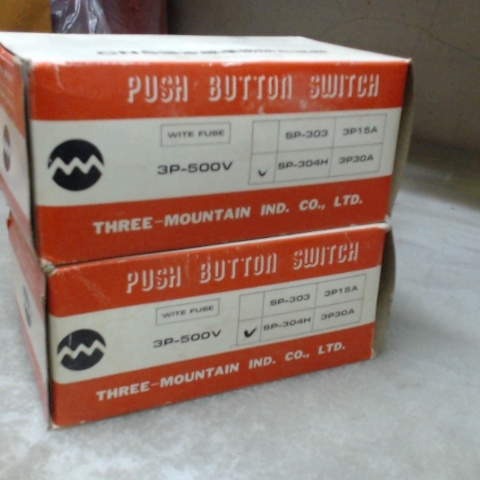 PUSH BUTTON SWITCH
WITE FUSE
3P-500V
SP-303 3P15A
✓ SP-304H 3P30A
THREE-MOUNTAIN IND. CO., LTD.
PUSH BUTTON SWITCH
WITE FUSE
3P-500V
SP-303 3P15A
✓ SP-304H 3P30A
THREE-MOUNTAIN IND. CO., LTD.